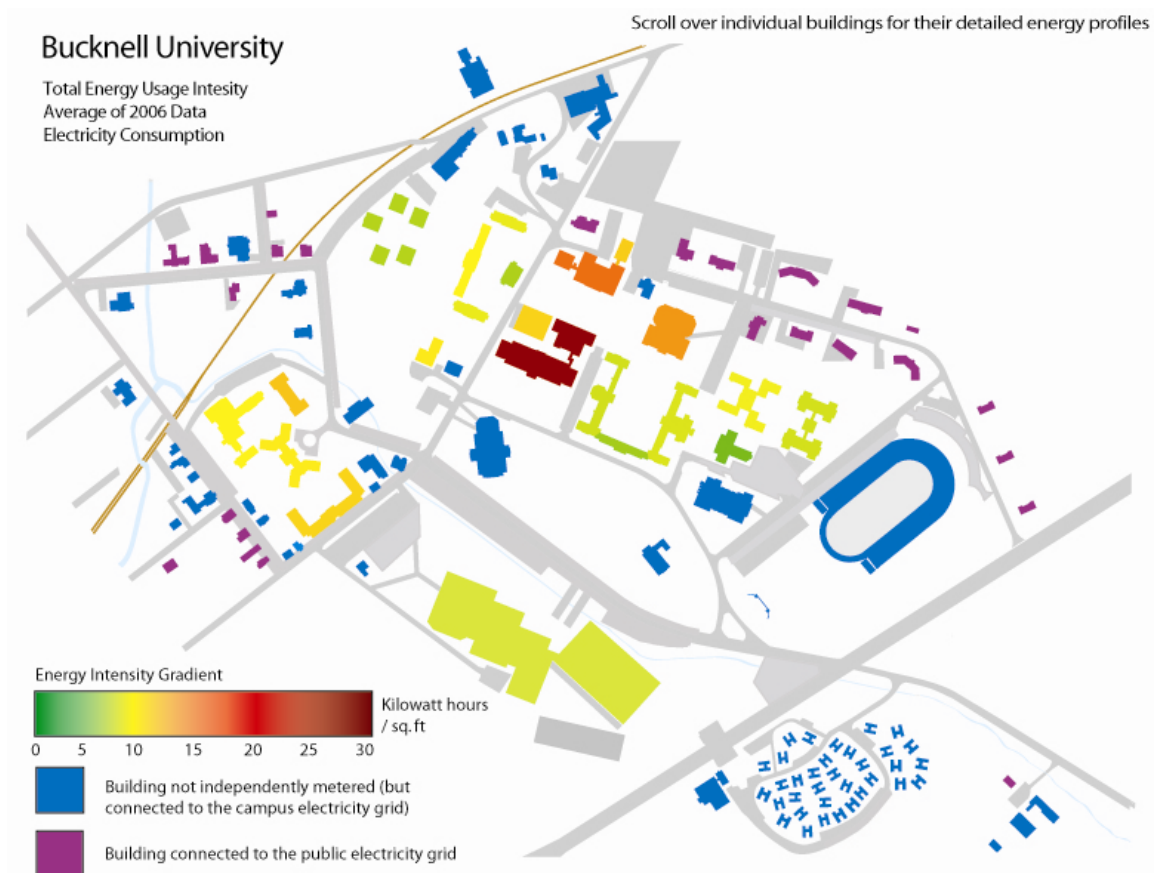 Scroll over individual buildings for their detailed energy profiles
Bucknell University
Total Energy Usage Intesity
Average of 2006 Data
Electricity Consumption
Energy Intensity Gradient
Kilowatt hours
/ sq. ft
0 5 10 15 20 25 30
Building not independently metered (but
connected to the campus electricity grid)
Building connected to the public electricity grid